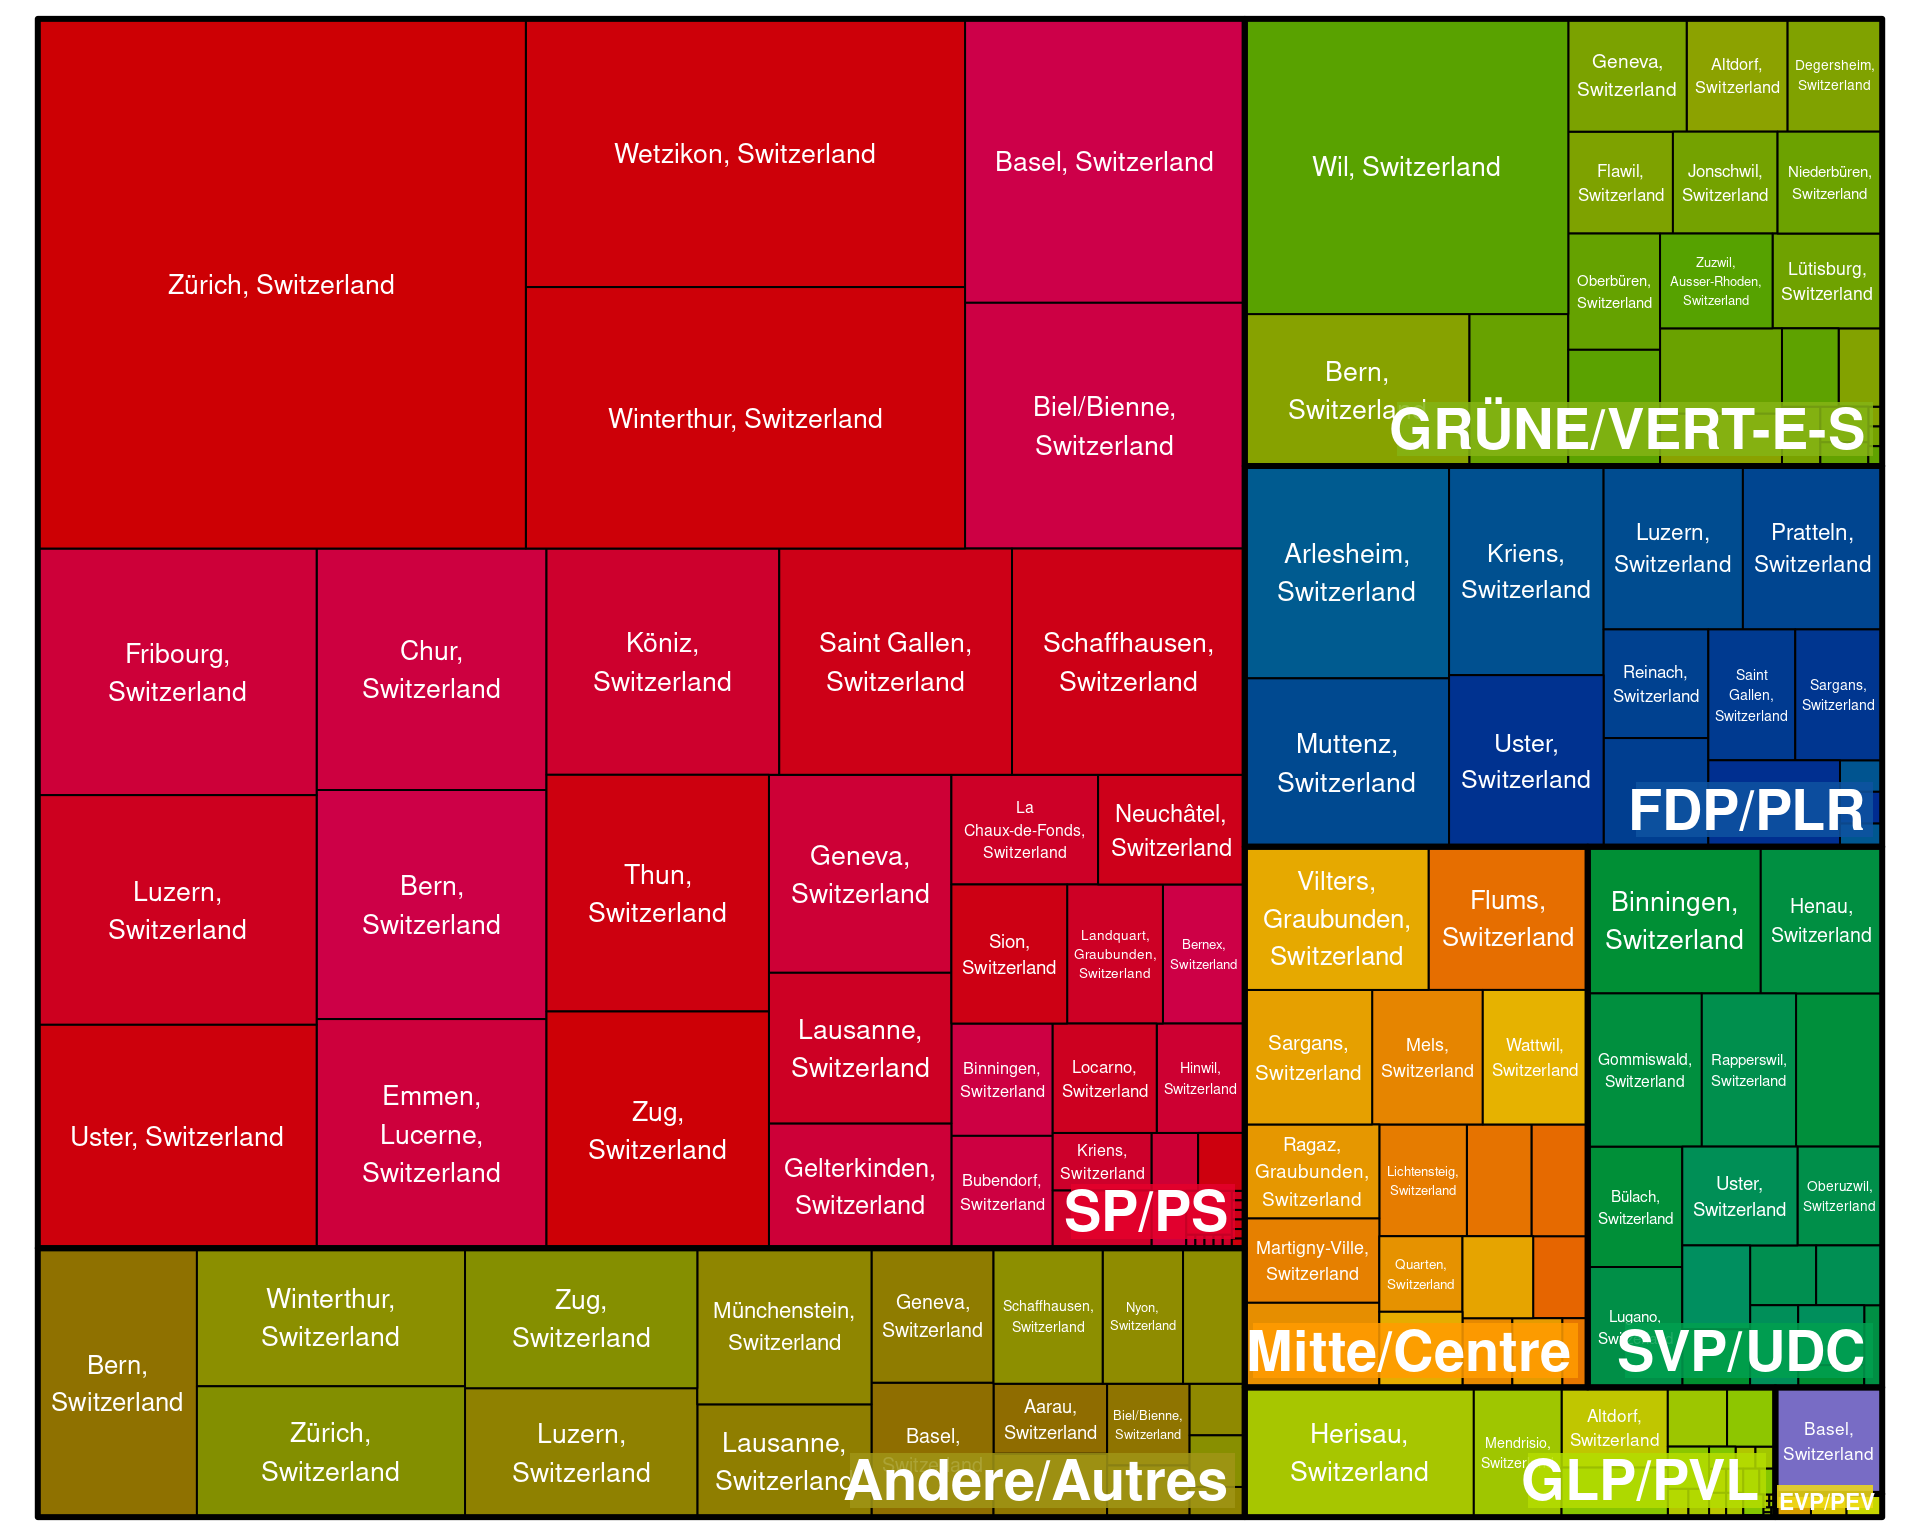 Zürich, Switzerland
Wetzikon, Switzerland
Winterthur, Switzerland
Basel, Switzerland
Biel/Bienne,
Switzerland
Fribourg,
Switzerland
Luzern,
Switzerland
Uster, Switzerland
Chur,
Switzerland
Bern,
Switzerland
Emmen,
Lucerne,
Switzerland
Köniz,
Switzerland
Saint Gallen,
Switzerland
Schaffhausen,
Switzerland
Thun,
Switzerland
Zug,
Switzerland
Geneva,
Switzerland
Lausanne,
Switzerland
Gelterkinden,
Switzerland
La
Chaux-de-Fonds,
Switzerland
Neuchâtel,
Switzerland
Sion,
Switzerland
Landquart,
Graubunden,
Switzerland
Bernex,
Switzerland
Binningen,
Switzerland
Bubendorf,
Switzerland
Locarno,
Switzerland
Hinwil,
Switzerland
Kriens,
Switzerland
SP/PS
Bern,
Switzerland
Winterthur,
Switzerland
Zürich,
Switzerland
Zug,
Switzerland
Luzern,
Switzerland
Münchenstein,
Switzerland
Lausanne,
Switzerland
Geneva,
Switzerland
Basel,
Switzerland
Schaffhausen,
Switzerland
Nyon,
Switzerland
Aarau,
Switzerland
Biel/Bienne,
Switzerland
Andere/Autres
Wil, Switzerland
Bern,
Switzerland
Geneva,
Switzerland
Altdorf,
Switzerland
Degersheim,
Switzerland
Flawil,
Switzerland
Jonschwil,
Switzerland
Niederbüren,
Switzerland
Oberbüren,
Switzerland
Zuzwil,
Ausser-Rhoden,
Switzerland
Lütisburg,
Switzerland
GRÜNE/VERT-E-S
Arlesheim,
Switzerland
Muttenz,
Switzerland
Kriens,
Switzerland
Uster,
Switzerland
Luzern,
Switzerland
Pratteln,
Switzerland
Reinach,
Switzerland
Saint
Gallen,
Switzerland
Sargans,
Switzerland
FDP/PLR
Vilters,
Graubunden,
Switzerland
Flums,
Switzerland
Sargans,
Switzerland
Mels,
Switzerland
Wattwil,
Switzerland
Ragaz,
Graubunden,
Switzerland
Martigny-Ville,
Switzerland
Lichtensteig,
Switzerland
Quarten,
Switzerland
Mitte/Centre
Binningen,
Switzerland
Henau,
Switzerland
Gommiswald,
Switzerland
Rapperswil,
Switzerland
Bülach,
Switzerland
Uster,
Switzerland
Oberuzwil,
Switzerland
Lugano,
Switzerland
SVP/UDC
Herisau,
Switzerland
Mendrisio,
Switzerland
Altdorf,
Switzerland
GLP/PVL
Basel,
Switzerland
EVP/PEV